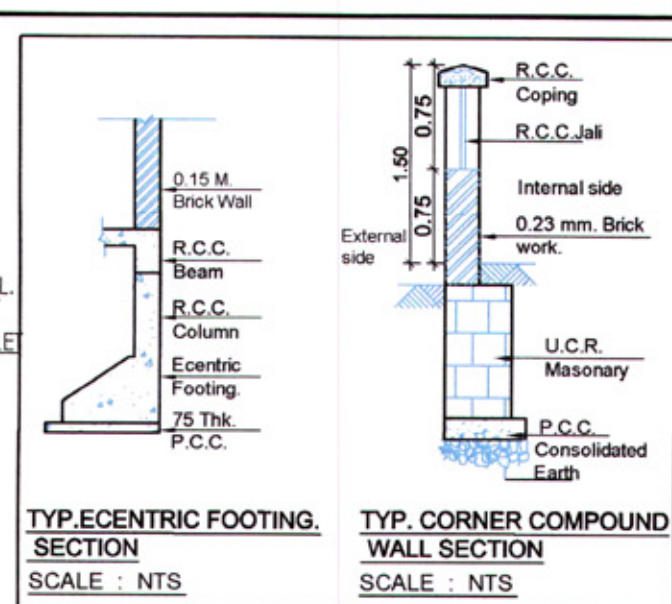 L.
LET
0.15 M.
Brick Wall
R.C.C.
Beam
R.C.C.
Column
Ecentric
Footing.
75 Thk.
P.C.C.
TYP.ECENTRIC FOOTING.
SECTION
SCALE : NTS
1.50
0.75
0.75
External
side
R.C.C.
Coping
R.C.C.Jali
Internal side
0.23 mm. Brick
work.
U.C.R.
Masonary
P.C.C.
Consolidated
Earth
TYP. CORNER COMPOUND
WALL SECTION
SCALE : NTS